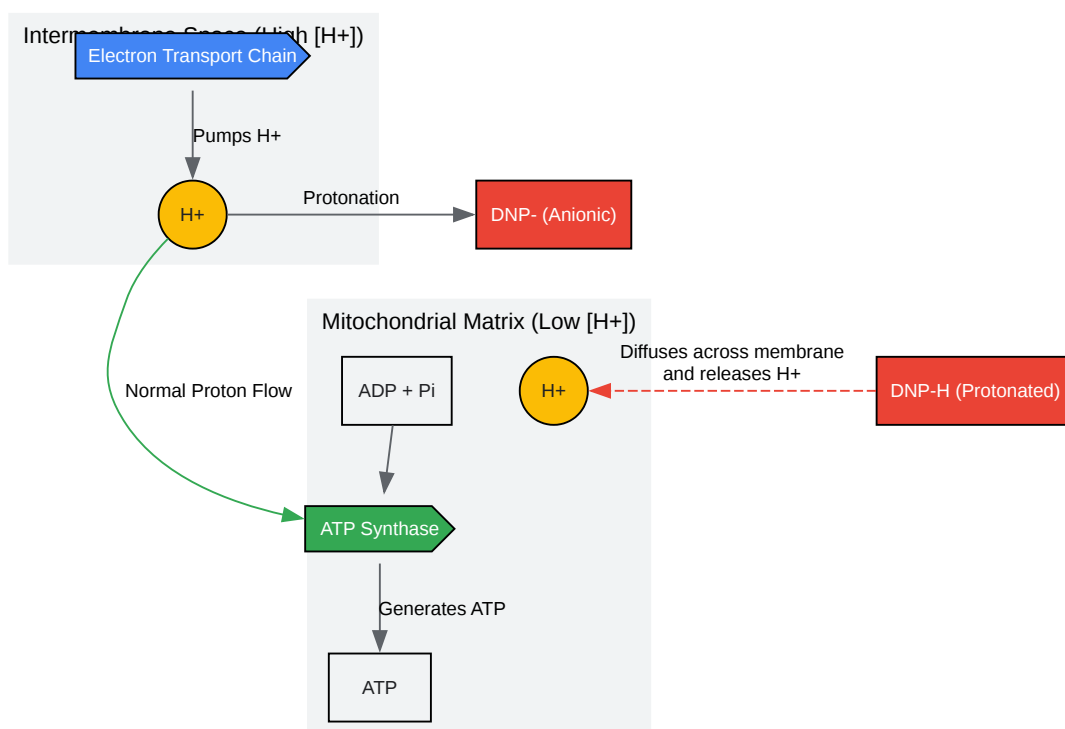 Intermembrane Space (High [H+])
Electron Transport Chain
Pumps H+
H+
Protonation
DNP- (Anionic)
Mitochondrial Matrix (Low [H+])
Diffuses across membrane
and releases H+
Normal Proton Flow
ADP + Pi
H+
DNP-H (Protonated)
ATP Synthase
Generates ATP
ATP